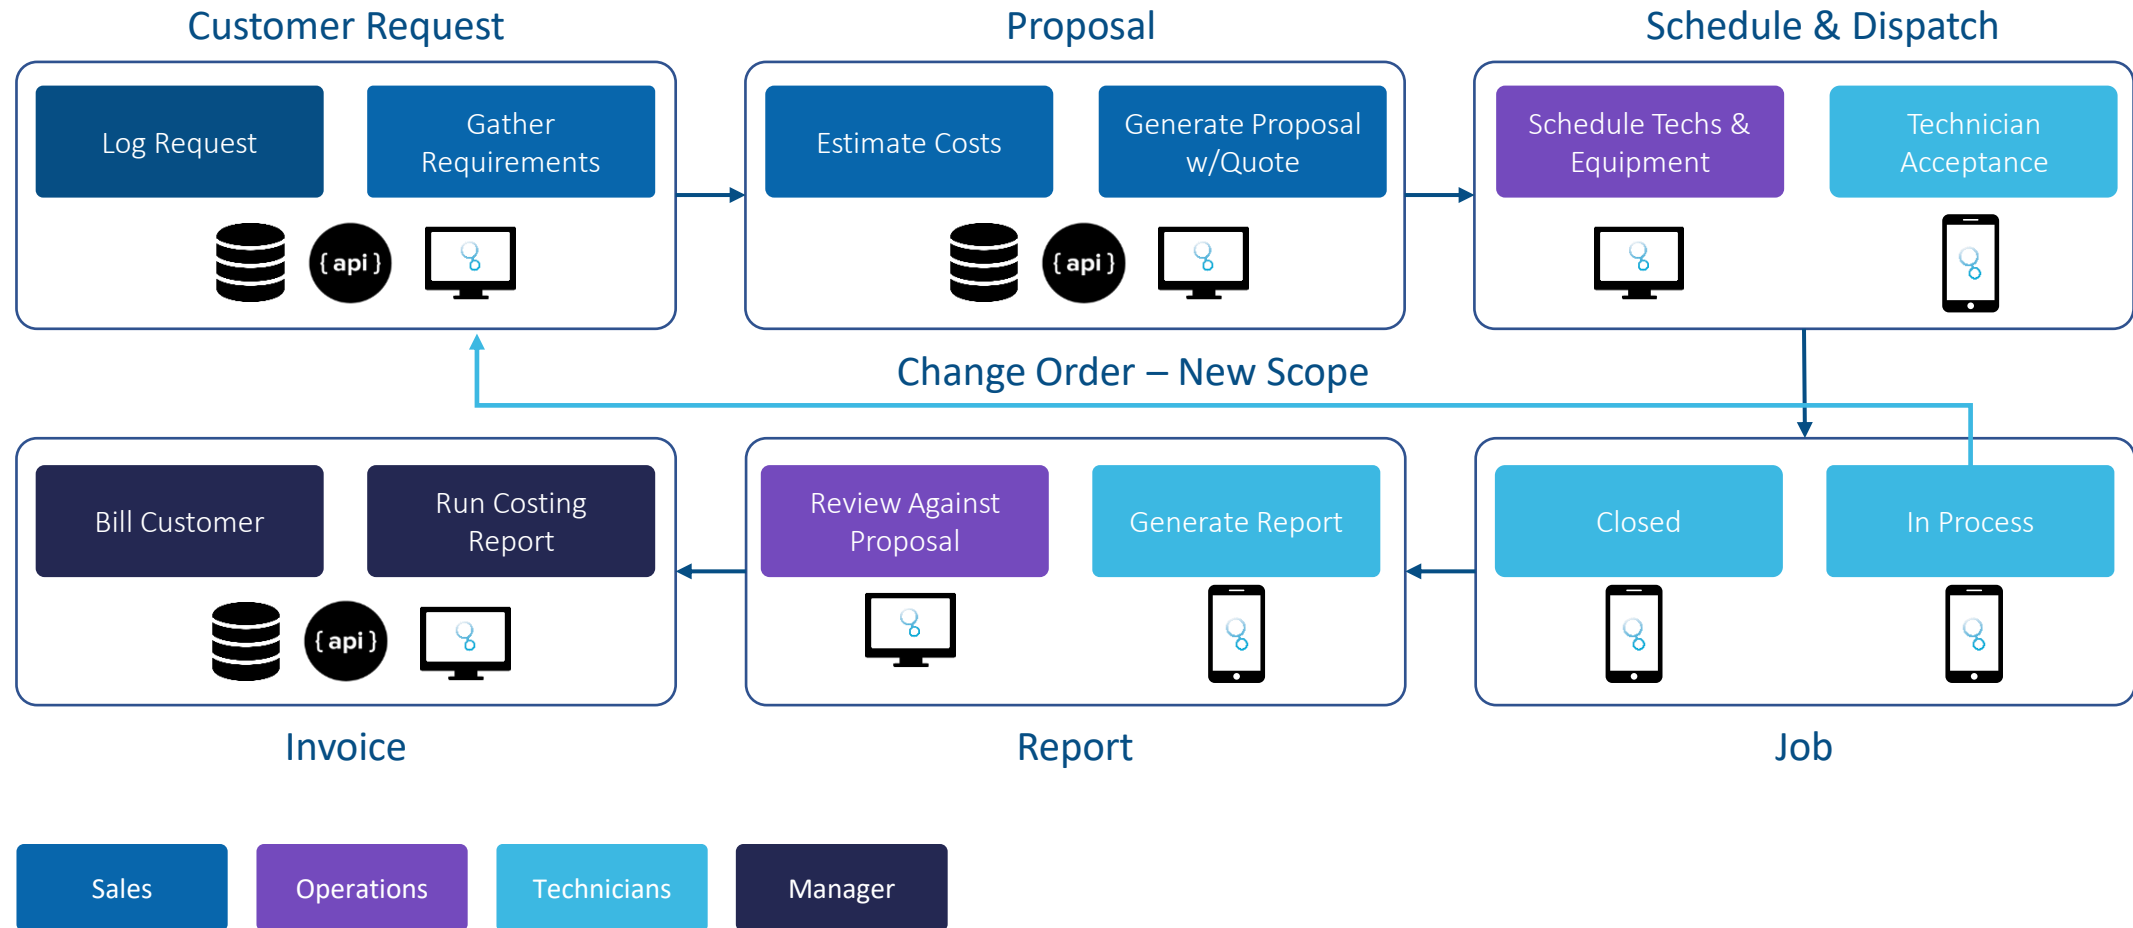 Customer Request
Proposal
Schedule & Dispatch
Log Request
Gather
Requirements
Estimate Costs
Generate Proposal
w/Quote
Schedule Techs &
Equipment
Technician
Acceptance
{ api }
{ api }
Change Order – New Scope
Bill Customer
Run Costing
Report
Review Against
Proposal
Generate Report
Closed
In Process
{ api }
Invoice
Report
Job
Sales
Operations
Technicians
Manager